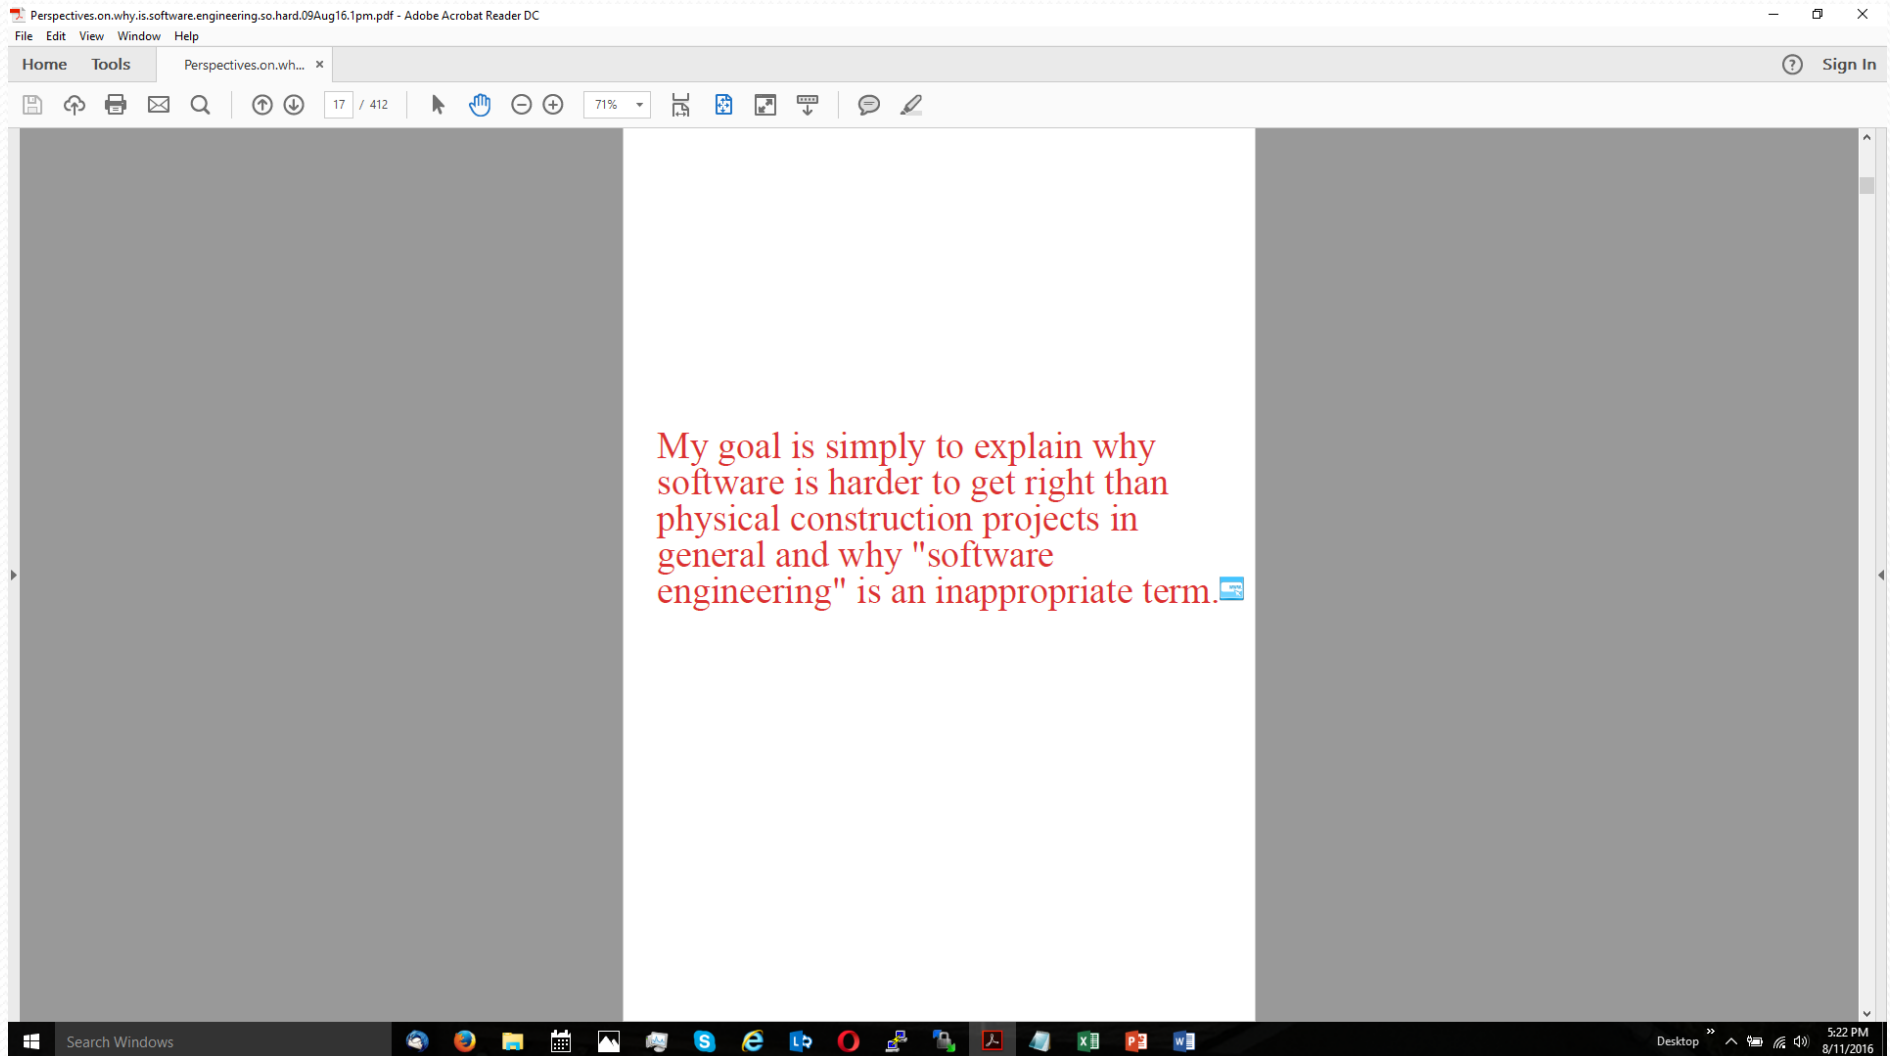 Perspectives.on.why.is.software.engineering.so.hard.09Aug16.1pm.pdf - Adobe Acrobat Reader DC
File Edit View Window Help
Home Tools Perspectives.on.wh... × ? Sign In
17 / 412 71%
My goal is simply to explain why
software is harder to get right than
physical construction projects in
general and why "software
engineering" is an inappropriate term.
Search Windows
Desktop
5:22 PM
8/11/2016